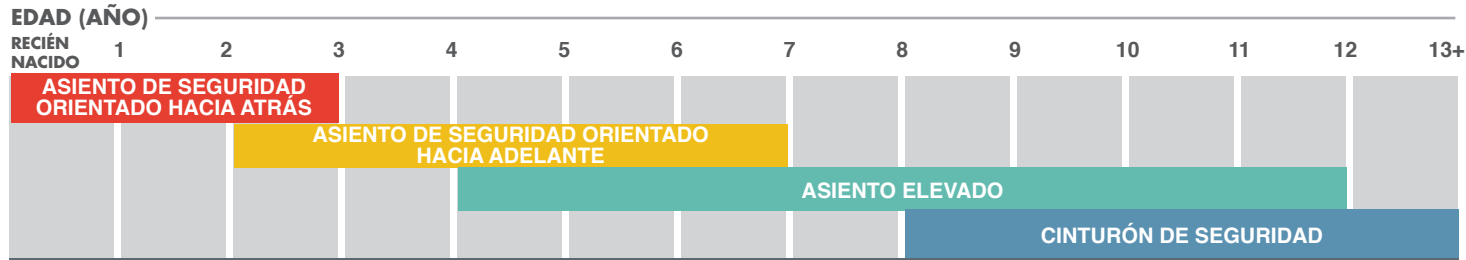 EDAD (AÑO)
RECIÉN
NACIDO
1 2 3 4 5 6 7 8 9 10 11 12 13+
ASIENTO DE SEGURIDAD
ORIENTADO HACIA ATRÁS
ASIENTO DE SEGURIDAD ORIENTADO
HACIA ADELANTE
ASIENTO ELEVADO
CINTURÓN DE SEGURIDAD